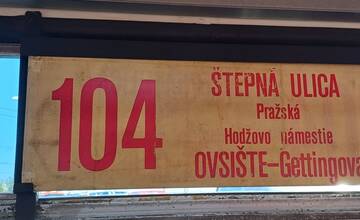 104
ŠTEPNÁ ULICA
Pražská
Hodžovo námestie
OVSIŠTE–Gettingova